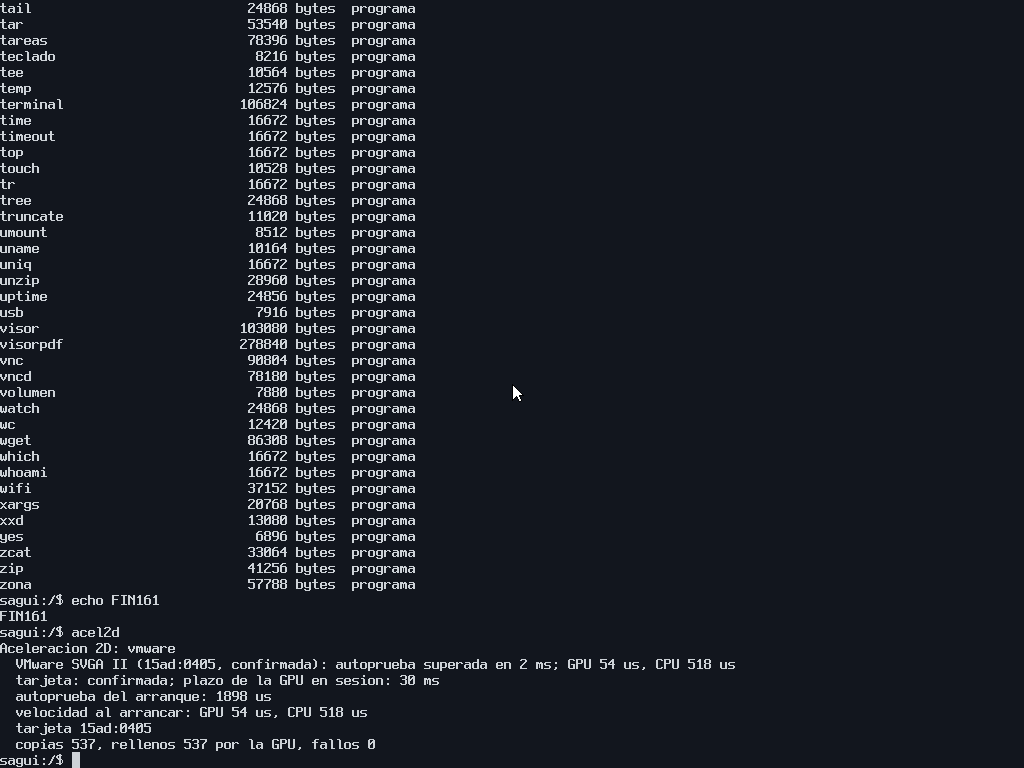 tail 24868 bytes programa
tar 53540 bytes programa
tareas 78396 bytes programa
teclado 8216 bytes programa
tee 10564 bytes programa
temp 12576 bytes programa
terminal 106824 bytes programa
time 16672 bytes programa
timeout 16672 bytes programa
top 16672 bytes programa
touch 10528 bytes programa
tr 16672 bytes programa
tree 24868 bytes programa
truncate 11020 bytes programa
umount 8512 bytes programa
uname 10164 bytes programa
uniq 16672 bytes programa
unzip 28960 bytes programa
uptime 24856 bytes programa
usb 7916 bytes programa
visor 103080 bytes programa
visorpdf 278840 bytes programa
vnc 90804 bytes programa
vncd 78180 bytes programa
volumen 7880 bytes programa
watch 24868 bytes programa
wc 12420 bytes programa
wget 86308 bytes programa
which 16672 bytes programa
whoami 16672 bytes programa
wifi 37152 bytes programa
xargs 20768 bytes programa
xxd 13080 bytes programa
yes 6896 bytes programa
zcat 33064 bytes programa
zip 41256 bytes programa
zona 57788 bytes programa
sagui:/$ echo FIN161
FIN161
sagui:/$ acel2d
Aceleracion 2D: vmware
VMware SVGA II (15ad:0405, confirmada): autoprueba superada en 2 ms; GPU 54 us, CPU 518 us
tarjeta: confirmada; plazo de la GPU en sesion: 30 ms
autoprueba del arranque: 1898 us
velocidad al arrancar: GPU 54 us, CPU 518 us
tarjeta 15ad:0405
copias 537, rellenos 537 por la GPU, fallos 0
sagui:/$